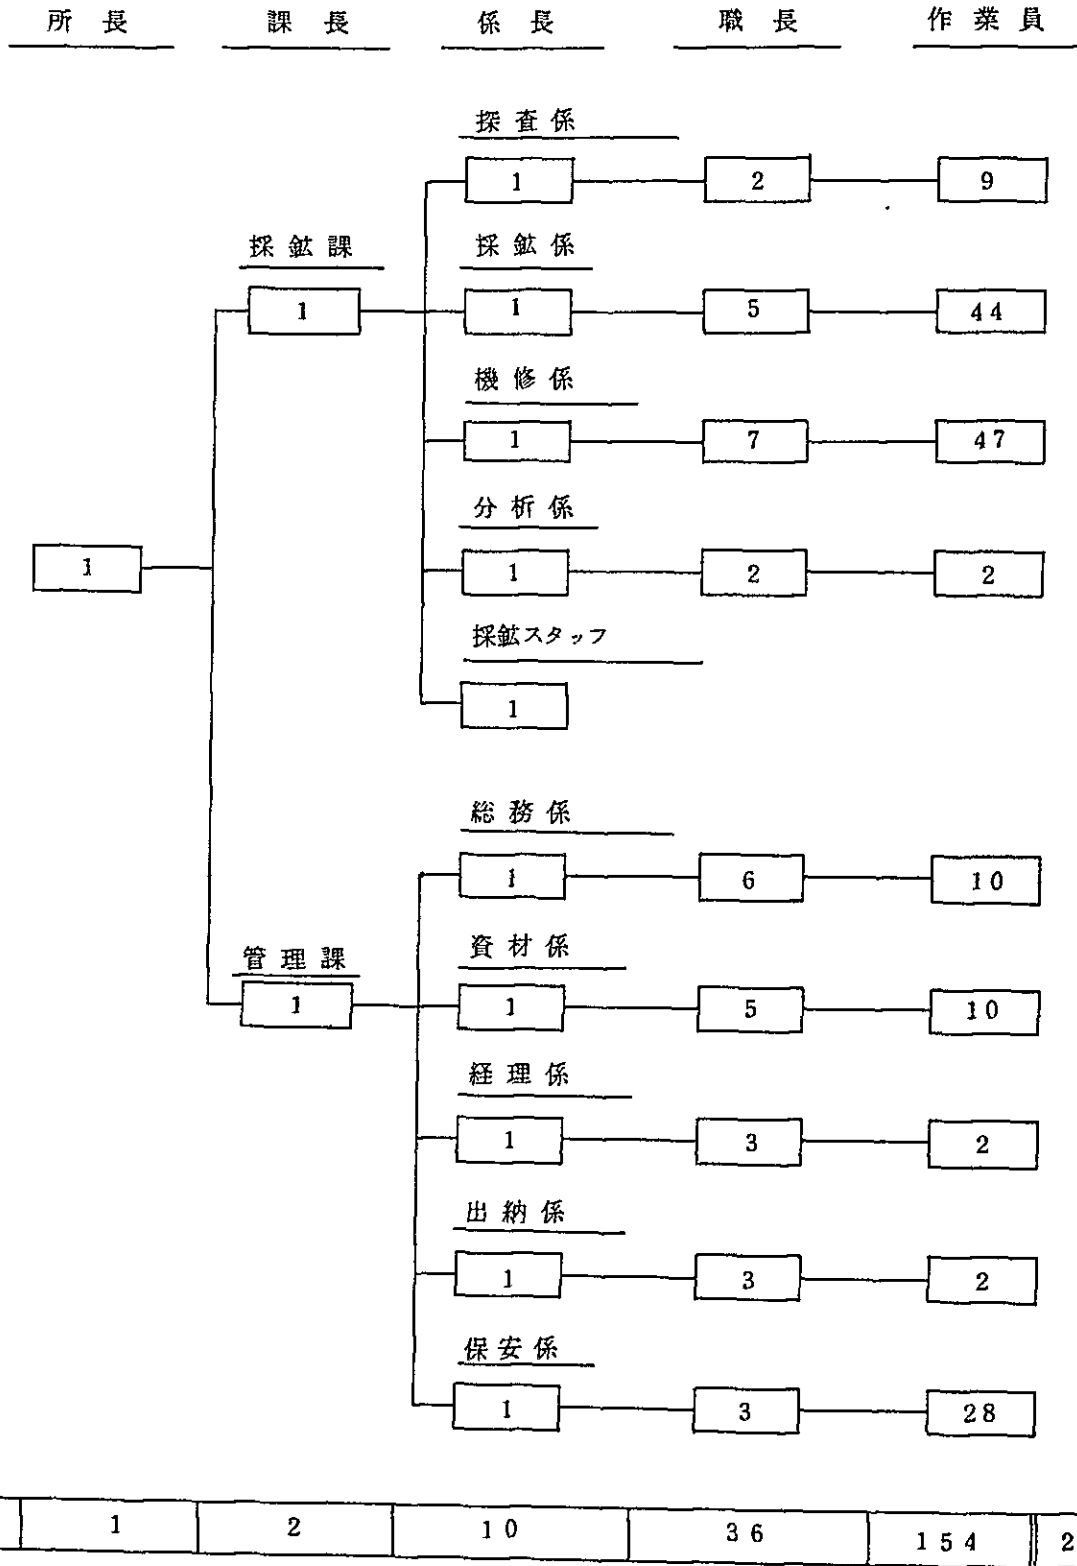 所長 課長 係長 職長 作業員
探査係
1 2 9
採鉱課 採鉱係
1 1 5 44
機修係
1 7 47
分析係
1 1 2 2
採鉱スタッフ
1
総務係
1 6 10
管理課 資材係
1 1 5 10
経理係
1 3 2
出納係
1 3 2
保安係
1 3 28
1 2 10 36 154 2